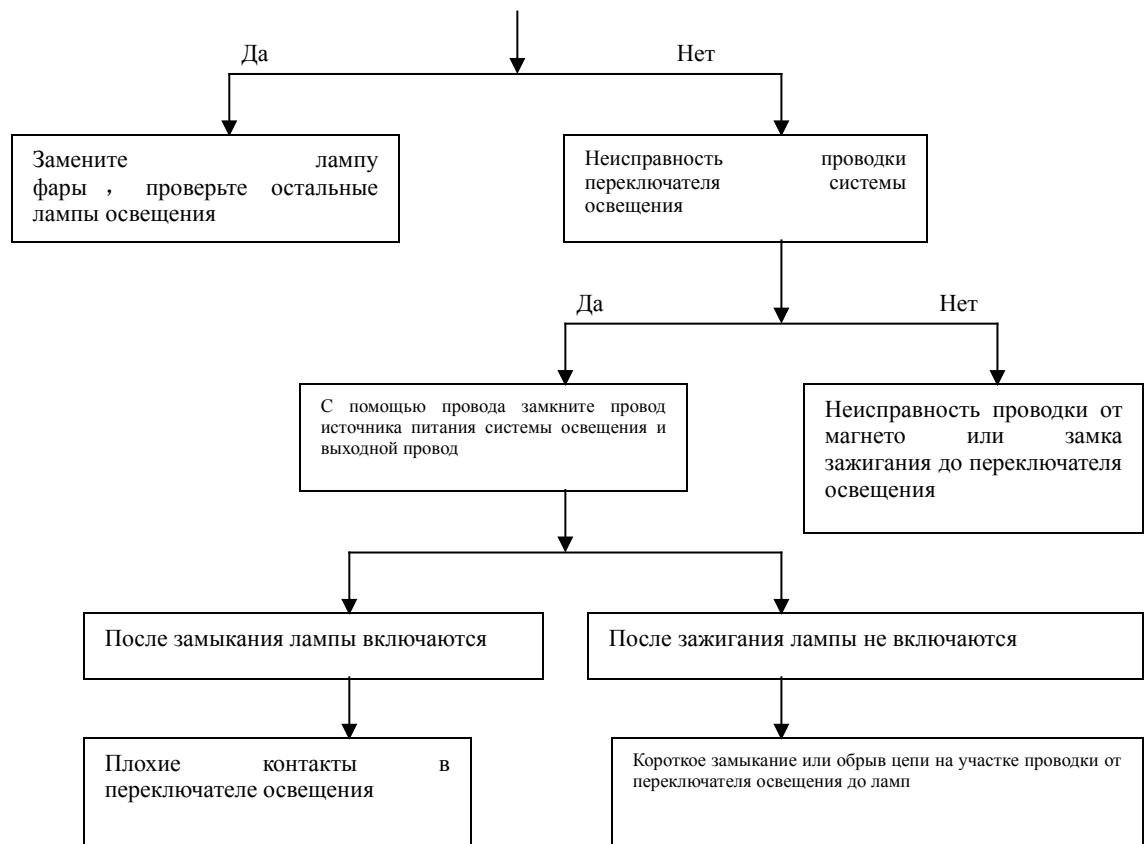 Да
Нет
Замените лампу
фары， проверьте остальные
лампы освещения
Неисправность проводки
переключателя системы
освещения
Да
Нет
С помощью провода замкните провод
источника питания системы освещения и
выходной провод
Неисправность проводки от
магнето или замка
зажигания до переключателя
освещения
После замыкания лампы включаются
После зажигания лампы не включаются
Плохие контакты в
переключателе освещения
Короткое замыкание или обрыв цепи на участке проводки от
переключателя освещения до ламп